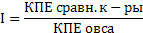 I = КПЕ сравн. к − ры
КПЕ овса